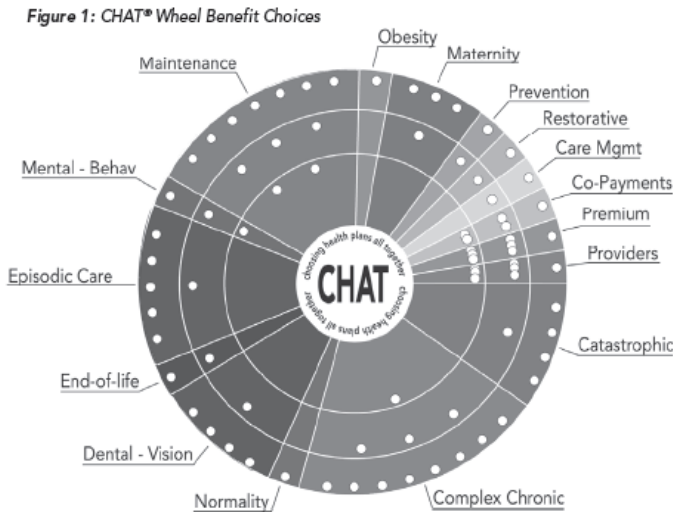 Figure 1: CHAT® Wheel Benefit Choices
Obesity
Maternity
Maintenance
Prevention
Restorative
Care Mgmt
Mental - Behav
Co-Payments
Premium
Providers
choosing health plans all together
CHAT
choosing health plans all together
Episodic Care
Catastrophic
End-of-life
Dental - Vision
Normality
Complex Chronic